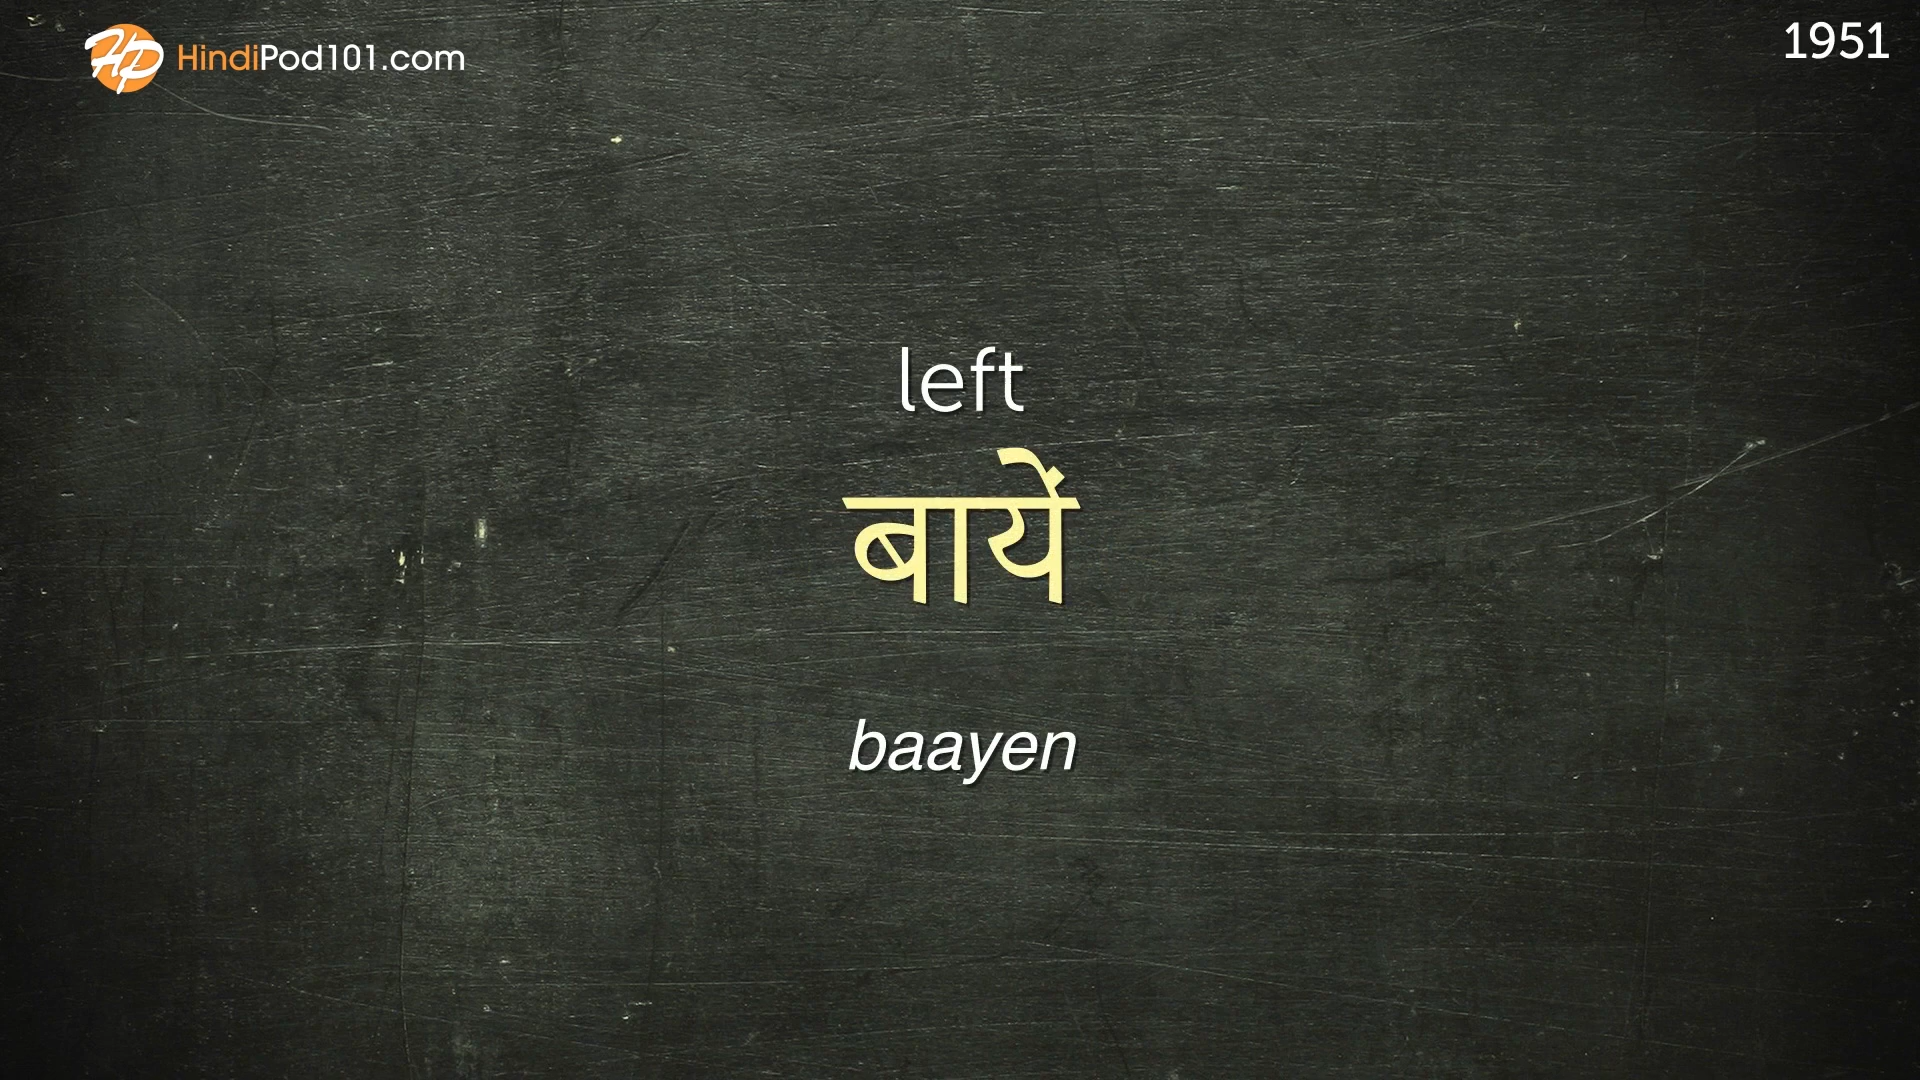 HindiPod101.com
1951
left
बायें
baayen